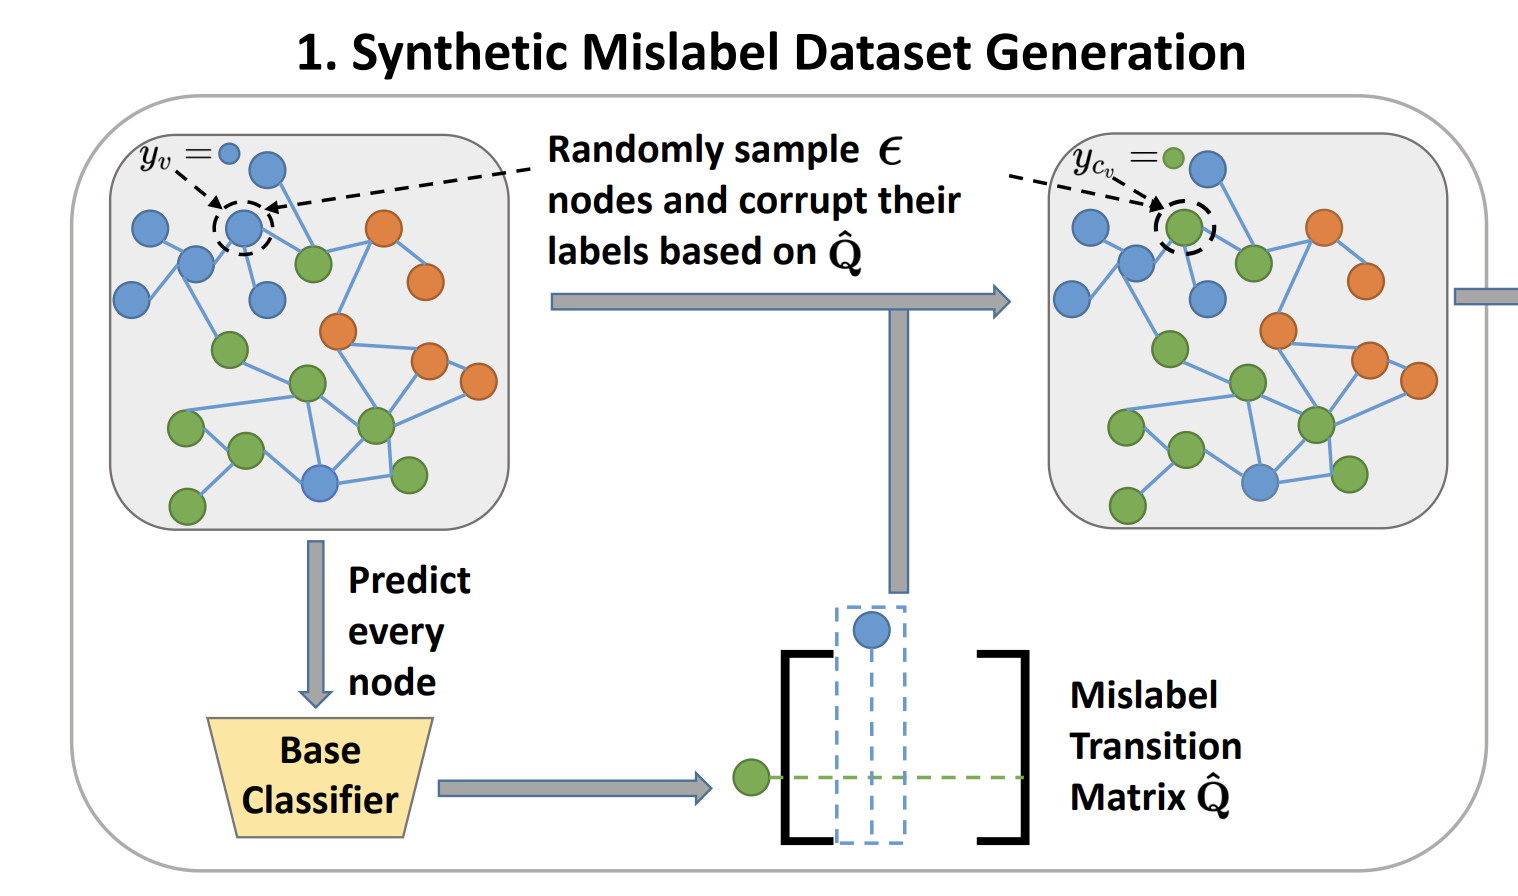 1. Synthetic Mislabel Dataset Generation
y_v =
Randomly sample ϵ
nodes and corrupt their
labels based on Q̂
y_{c_v} =
Predict
every
node
Base
Classifier
Mislabel
Transition
Matrix Q̂